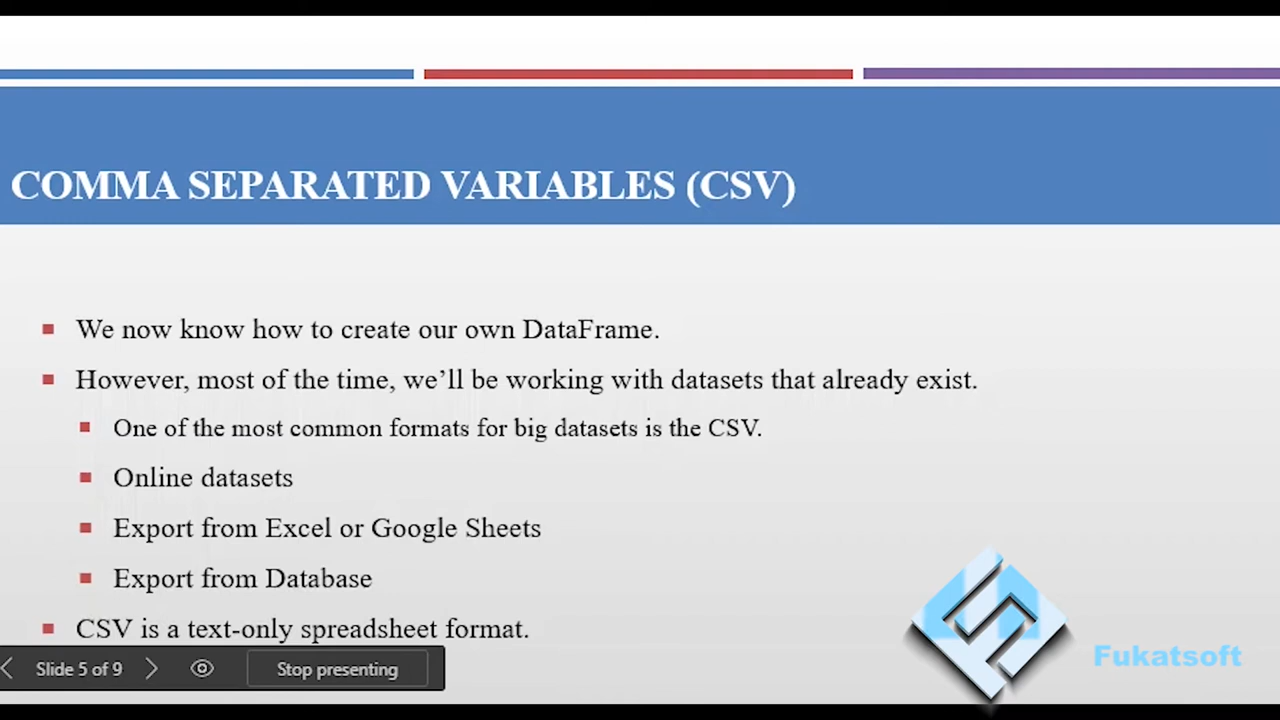 COMMA SEPARATED VARIABLES (CSV)
We now know how to create our own DataFrame.
However, most of the time, we’ll be working with datasets that already exist.
One of the most common formats for big datasets is the CSV.
Online datasets
Export from Excel or Google Sheets
Export from Database
CSV is a text-only spreadsheet format.
Slide 5 of 9
Stop presenting
Fukatsoft